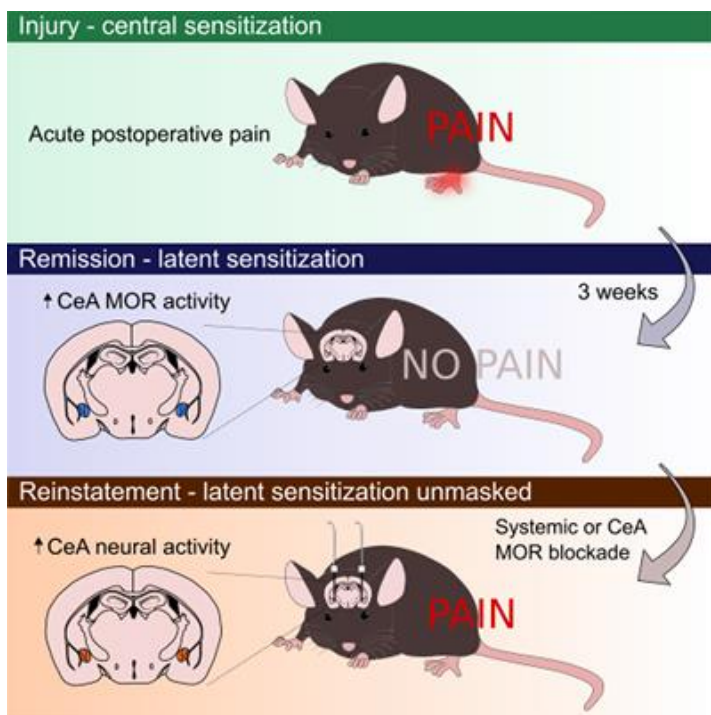 Injury - central sensitization
Acute postoperative pain
PAIN
Remission - latent sensitization
↑ CeA MOR activity
3 weeks
NO PAIN
Reinstatement - latent sensitization unmasked
↑ CeA neural activity
Systemic or CeA
MOR blockade
PAIN